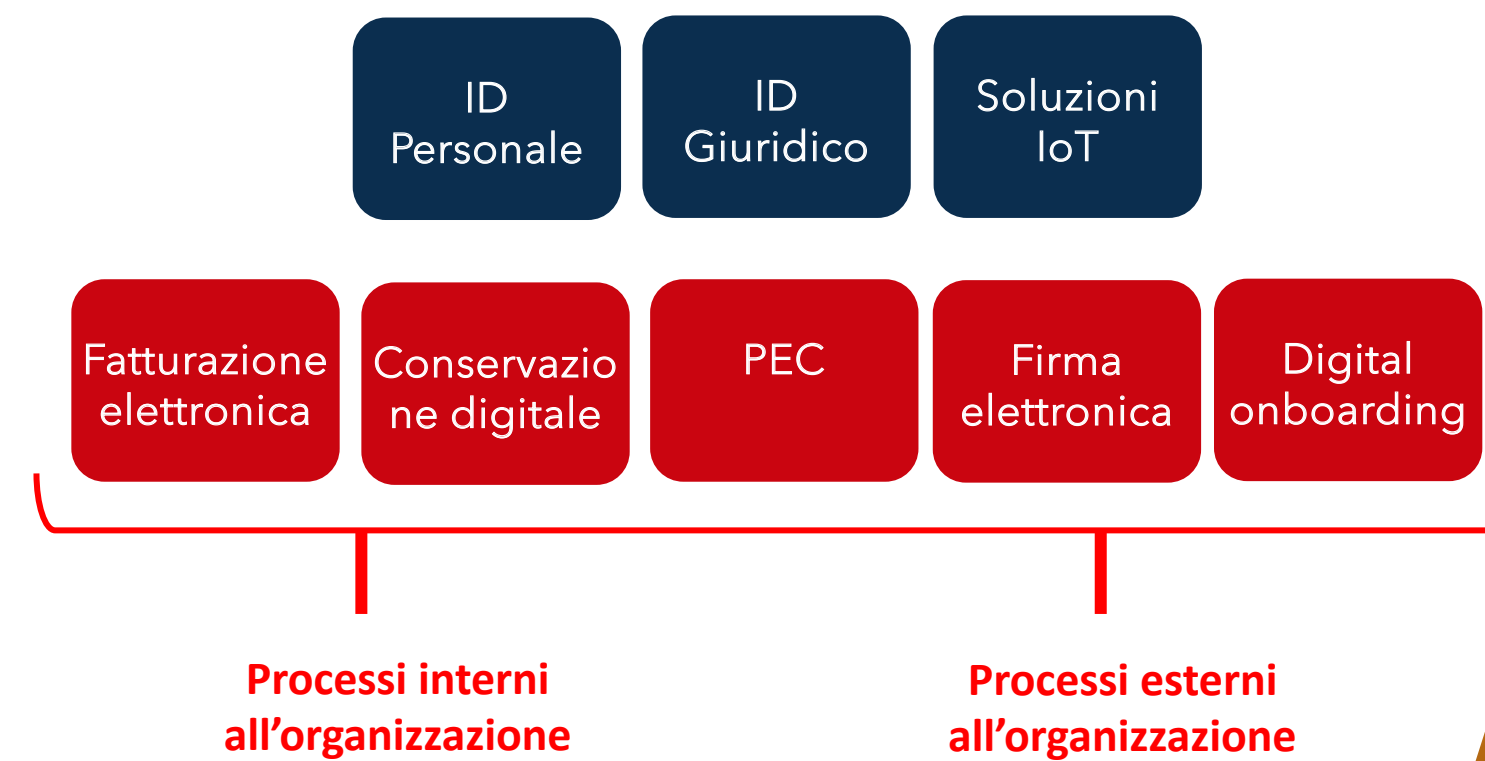 ID
Personale
ID
Giuridico
Soluzioni
IoT
Fatturazione
elettronica
Conservazio
ne digitale
PEC
Firma
elettronica
Digital
onboarding
Processi interni
all’organizzazione
Processi esterni
all’organizzazione